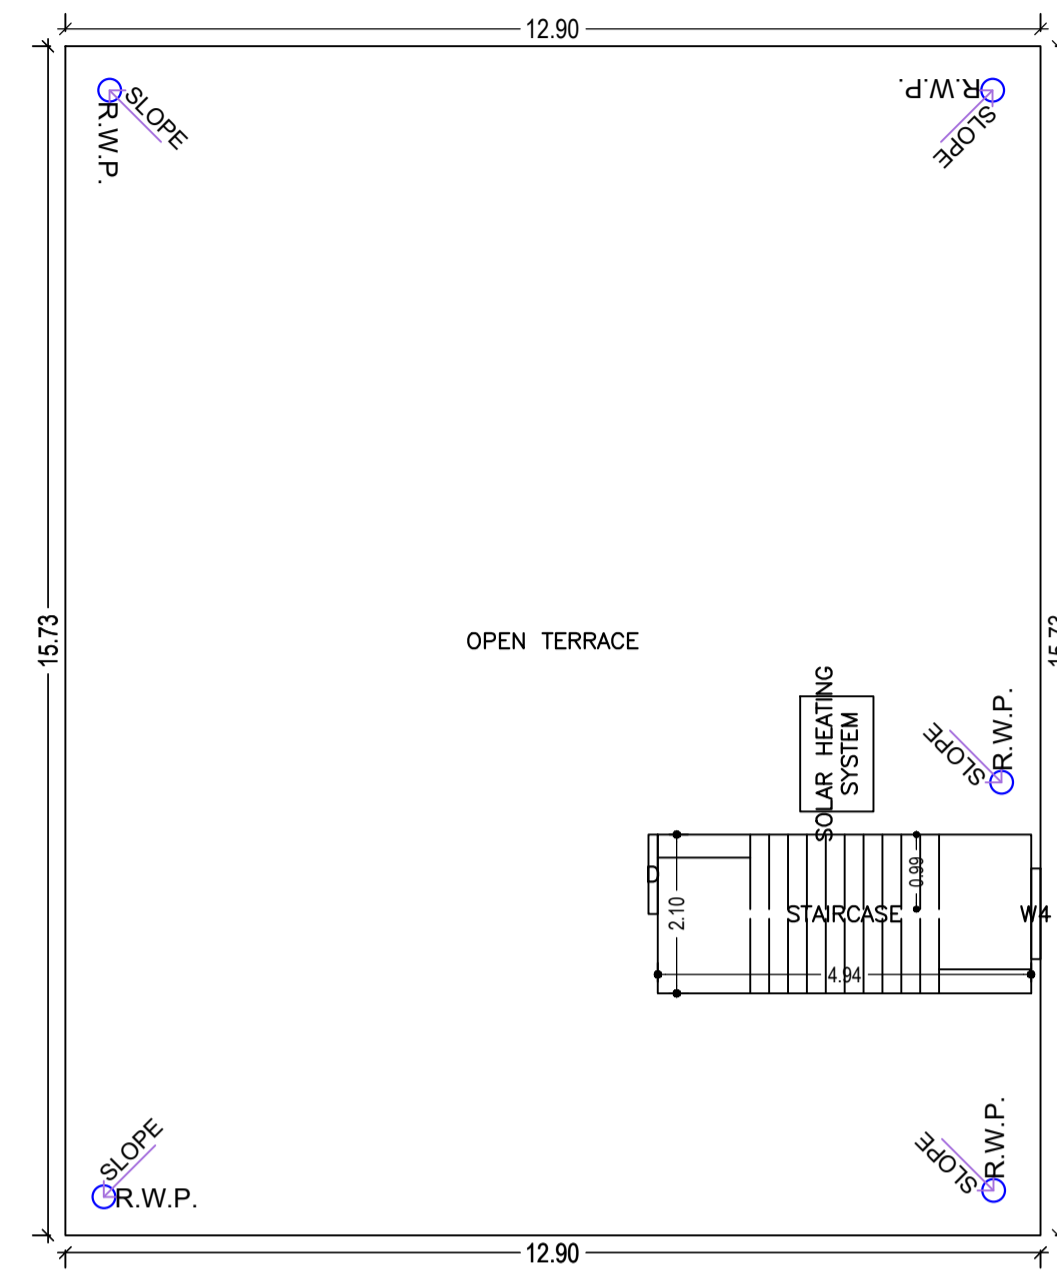 12.90
SLOPE
R.W.P.
R.W.P.
SLOPE
15.73
OPEN TERRACE
SOLAR HEATING
SYSTEM
R.W.P.
SLOPE
D
0.99
2.10
STAIRCASE
W4
4.94
SLOPE
R.W.P.
SLOPE
R.W.P.
12.90